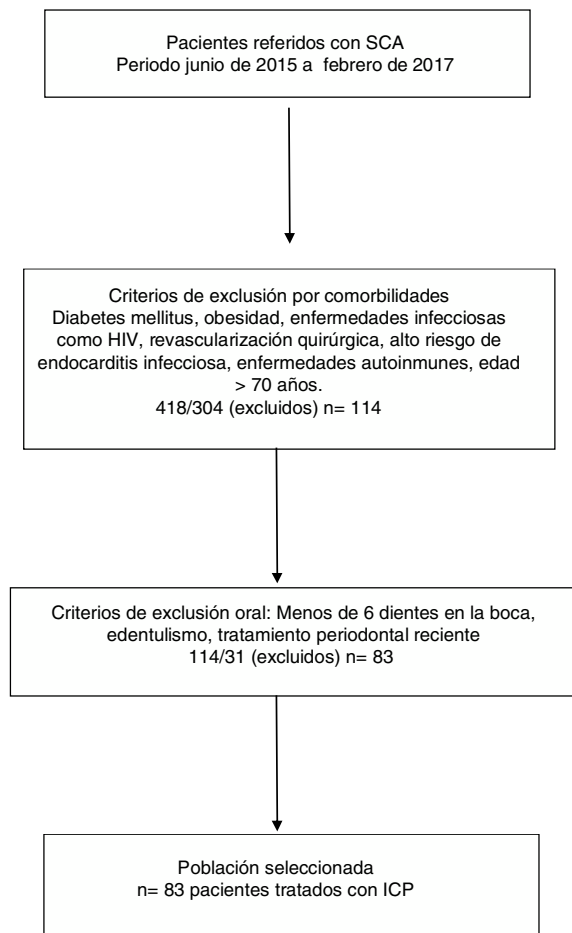 Pacientes referidos con SCA
Periodo junio de 2015 a febrero de 2017
Criterios de exclusión por comorbilidades
Diabetes mellitus, obesidad, enfermedades infecciosas
como HIV, revascularización quirúrgica, alto riesgo de
endocarditis infecciosa, enfermedades autoinmunes, edad
> 70 años.
418/304 (excluidos) n= 114
Criterios de exclusión oral: Menos de 6 dientes en la boca,
edentulismo, tratamiento periodontal reciente
114/31 (excluidos) n= 83
Población seleccionada
n= 83 pacientes tratados con ICP